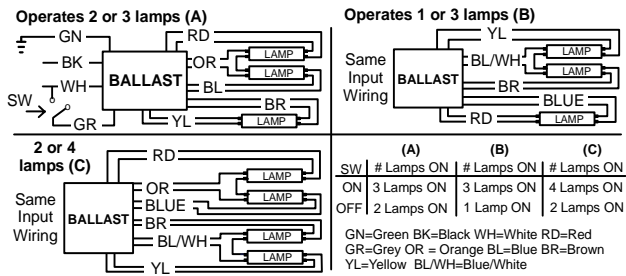 Operates 2 or 3 lamps (A)
GN
RD
LAMP
BK
OR
LAMP
BALLAST
WH
BL
SW
BR
GR
YL
LAMP
Operates 1 or 3 lamps (B)
YL
LAMP
Same
Input
Wiring
BALLAST
BL/WH
LAMP
BR
BLUE
RD
LAMP
2 or 4
lamps (C)
RD
LAMP
OR
LAMP
Same
Input
Wiring
BALLAST
BLUE
BR
LAMP
BL/WH
LAMP
YL
(A) (B) (C)
SW # Lamps ON # Lamps ON # Lamps ON
ON 3 Lamps ON 3 Lamps ON 4 Lamps ON
OFF 2 Lamps ON 1 Lamp ON 2 Lamps ON
GN=Green BK=Black WH=White RD=Red
GR=Grey OR = Orange BL=Blue BR=Brown
YL=Yellow BL/WH=Blue/White